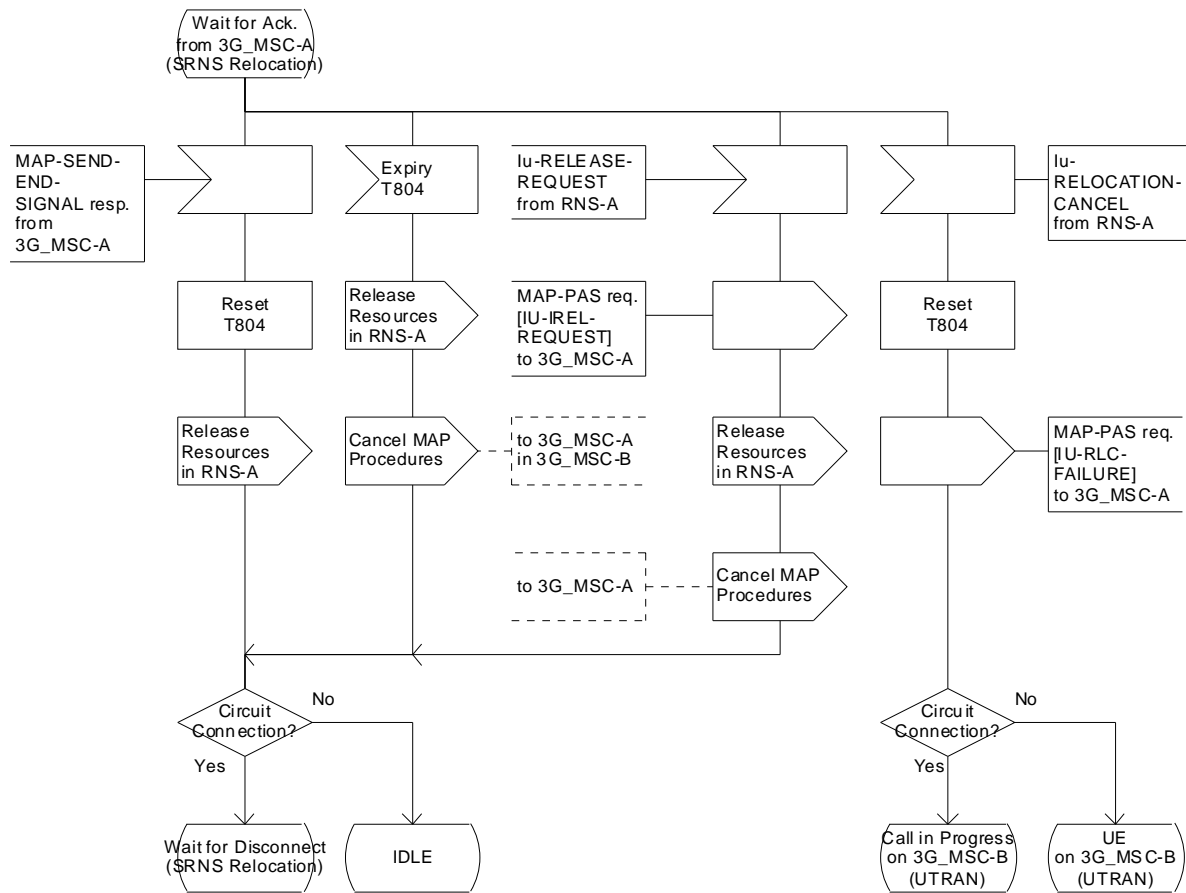 Wait for Ack.
from 3G_MSC-A
(SRNS Relocation)
MAP-SEND-
END-
SIGNAL resp.
from
3G_MSC-A
Expiry
T804
Iu-RELEASE-
REQUEST
from RNS-A
Iu-
RELOCATION-
CANCEL
from RNS-A
Reset
T804
Release
Resources
in RNS-A
MAP-PAS req.
[IU-IREL-
REQUEST]
to 3G_MSC-A
Reset
T804
Release
Resources
in RNS-A
Cancel MAP
Procedures
to 3G_MSC-A
in 3G_MSC-B
Release
Resources
in RNS-A
MAP-PAS req.
[IU-RLC-
FAILURE]
to 3G_MSC-A
to 3G_MSC-A
Cancel MAP
Procedures
Circuit
Connection?
No
Yes
Circuit
Connection?
No
Yes
Wait for Disconnect
(SRNS Relocation)
IDLE
Call in Progress
on 3G_MSC-B
(UTRAN)
UE
on 3G_MSC-B
(UTRAN)